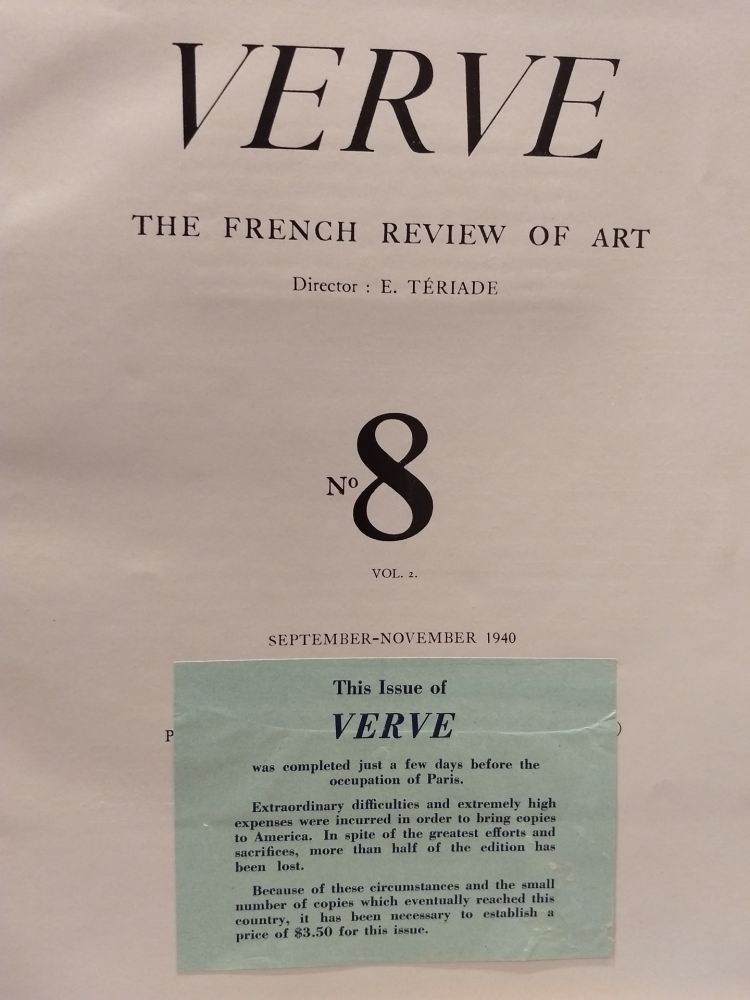 VERVE
THE FRENCH REVIEW OF ART
Director : E. TÉRIADE
Nº 8
VOL. 2.
SEPTEMBER-NOVEMBER 1940
This Issue of
VERVE
was completed just a few days before the
occupation of Paris.
Extraordinary difficulties and extremely high
expenses were incurred in order to bring copies
to America. In spite of the greatest efforts and
sacrifices, more than half of the edition has
been lost.
Because of these circumstances and the small
number of copies which eventually reached this
country, it has been necessary to establish a
price of $3.50 for this issue.